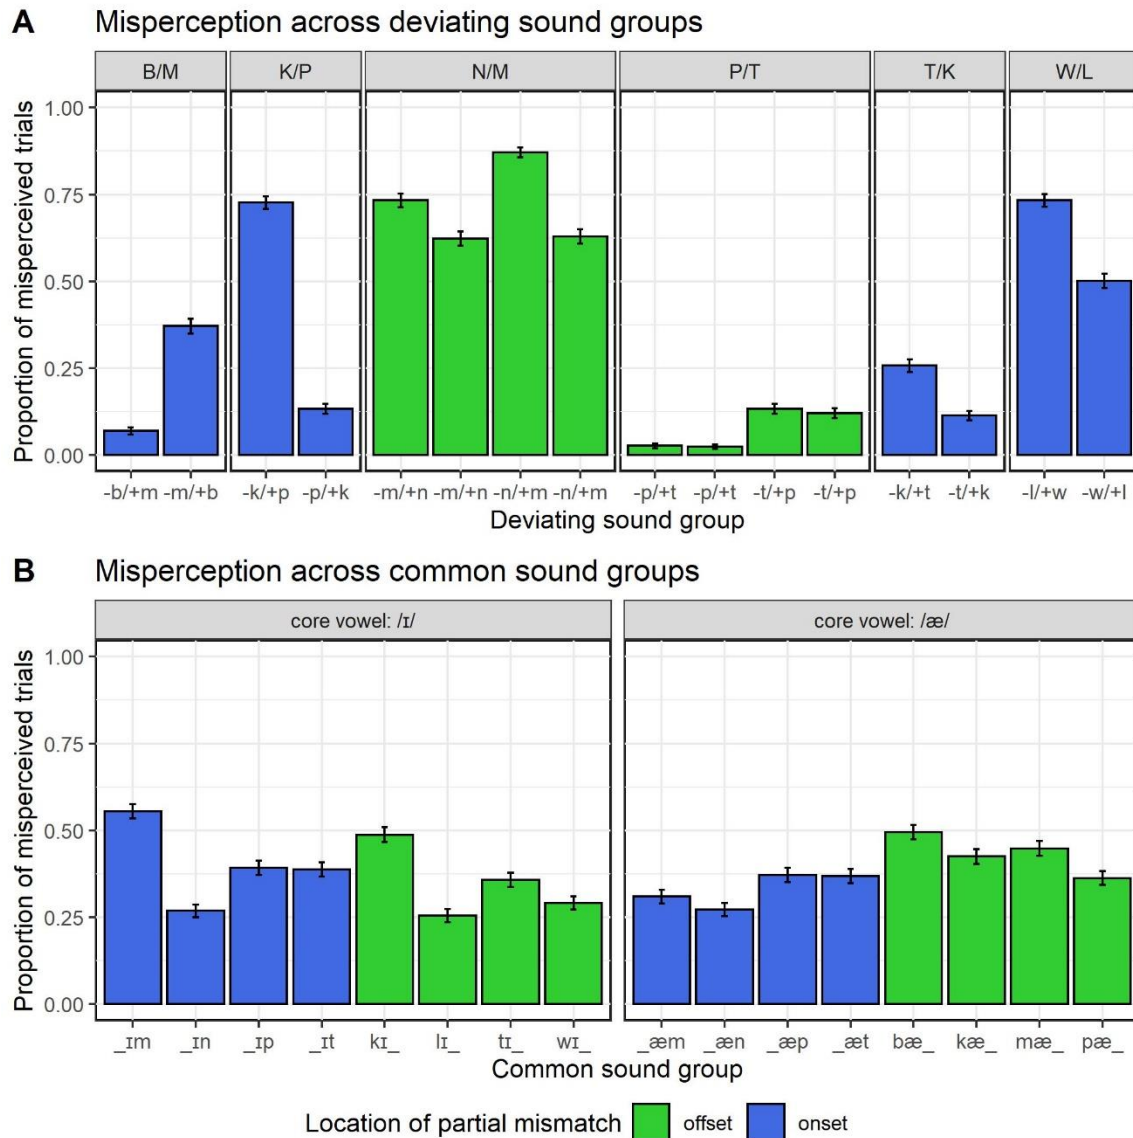 A Misperception across deviating sound groups
B/M K/P N/M P/T T/K W/L
Proportion of misperceived trials
1.00
0.75
0.50
0.25
0.00
-b/+m -m/+b -k/+p -p/+k -m/+n -m/+n -n/+m -n/+m -p/+t -p/+t -t/+p -t/+p -k/+t -t/+k -l/+w -w/+l
Deviating sound group
B Misperception across common sound groups
core vowel: /ɪ/ core vowel: /æ/
Proportion of misperceived trials
1.00
0.75
0.50
0.25
0.00
_ɪm _ɪn _ɪp _ɪt kɪ_ lɪ_ tɪ_ wɪ_ _æm _æn _æp _æt bæ_ kæ_ mæ_ pæ_
Common sound group
Location of partial mismatch offset onset